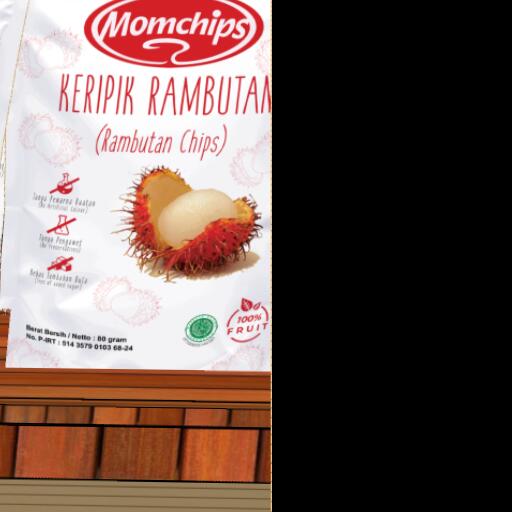 Momchips
KERIPIK RAMBUTAN
(Rambutan Chips)
Tanpa Pewarna Buatan
(No Artificial Colour)
Tanpa Pengawet
(No Preservatives)
Bebas Tambahan Gula
(Free of added sugar)
100%
FRUIT
Berat Bersih / Netto : 80 gram
No. P-IRT : 514 3579 0103 68-24